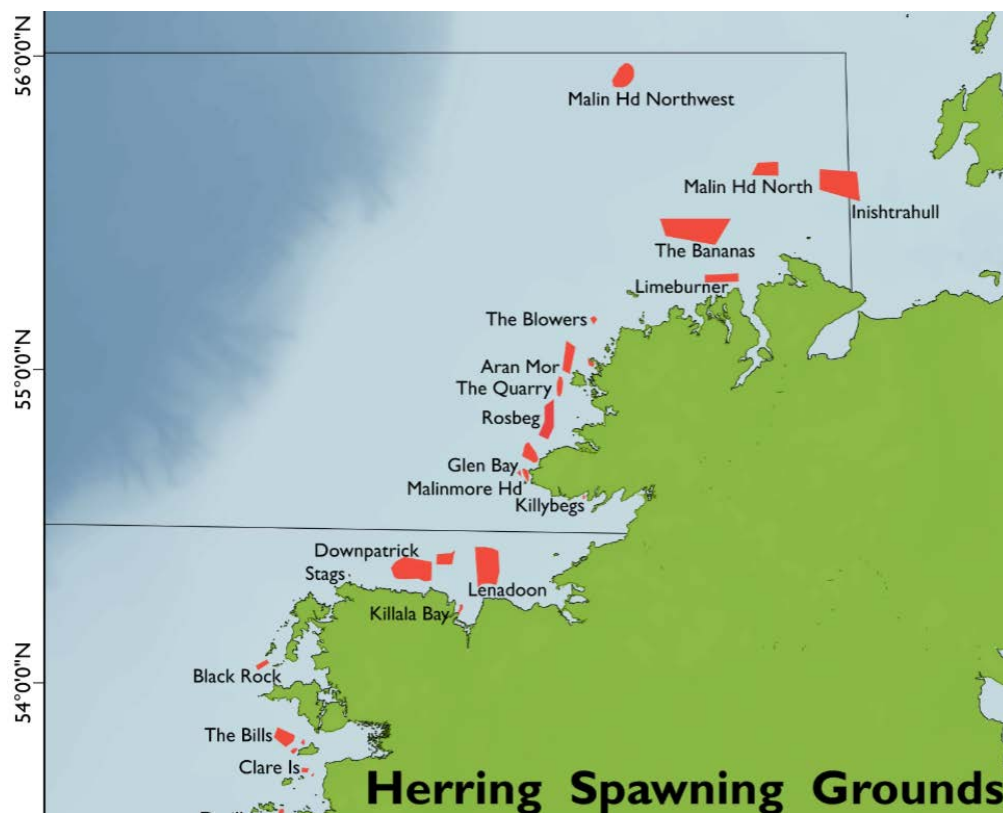 56°0'0"N
Malin Hd Northwest
Malin Hd North
Inishtrahull
The Bananas
Limeburner
The Blowers
55°0'0"N
Aran Mor
The Quarry
Rosbeg
Glen Bay
Malinmore Hd
Killybegs
Downpatrick
Stags
Lenadoon
Killala Bay
54°0'0"N
Black Rock
The Bills
Clare Is
Herring Spawning Grounds